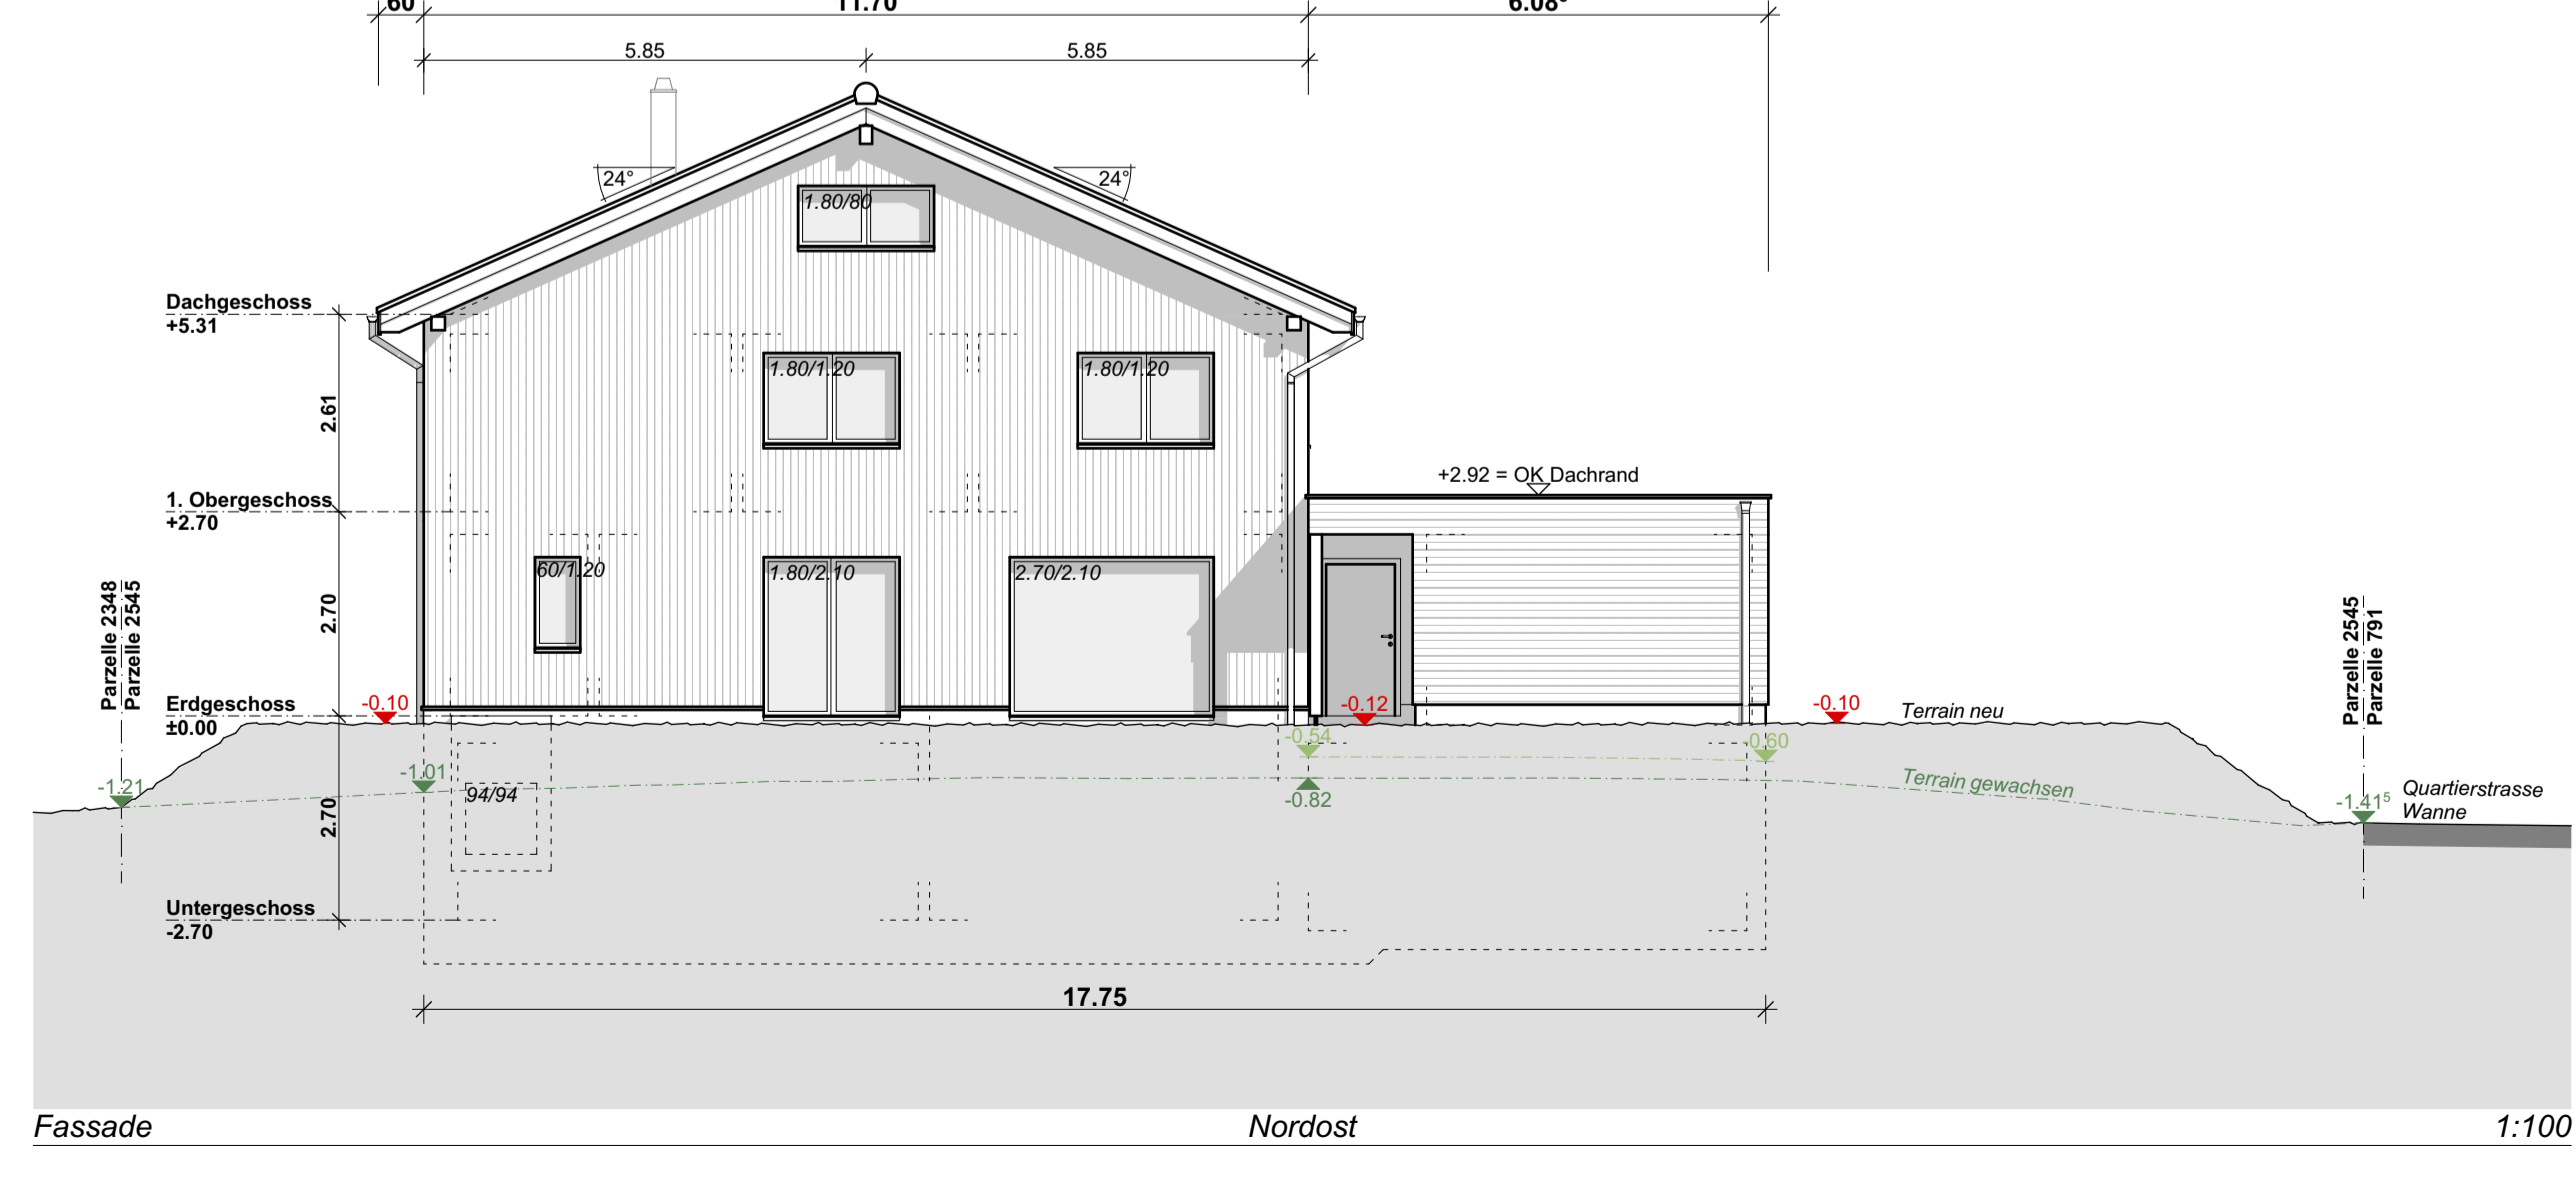 60
11.70
6.08⁵
5.85
5.85
24°
24°
1.80/80
Dachgeschoss
+5.31
1.80/1.20
1.80/1.20
2.61
+2.92 = OK Dachrand
1. Obergeschoss
+2.70
60/1.20
1.80/2.10
2.70/2.10
2.70
Parzelle 2348
Parzelle 2545
Parzelle 2545
Parzelle 791
Erdgeschoss
±0.00
-0.10
-0.12
-0.10
Terrain neu
-0.54
-0.60
-1.21
-1.01
94/94
-0.82
Terrain gewachsen
-1.41⁵
Quartierstrasse
Wanne
2.70
Untergeschoss
-2.70
17.75
Fassade
Nordost
1:100